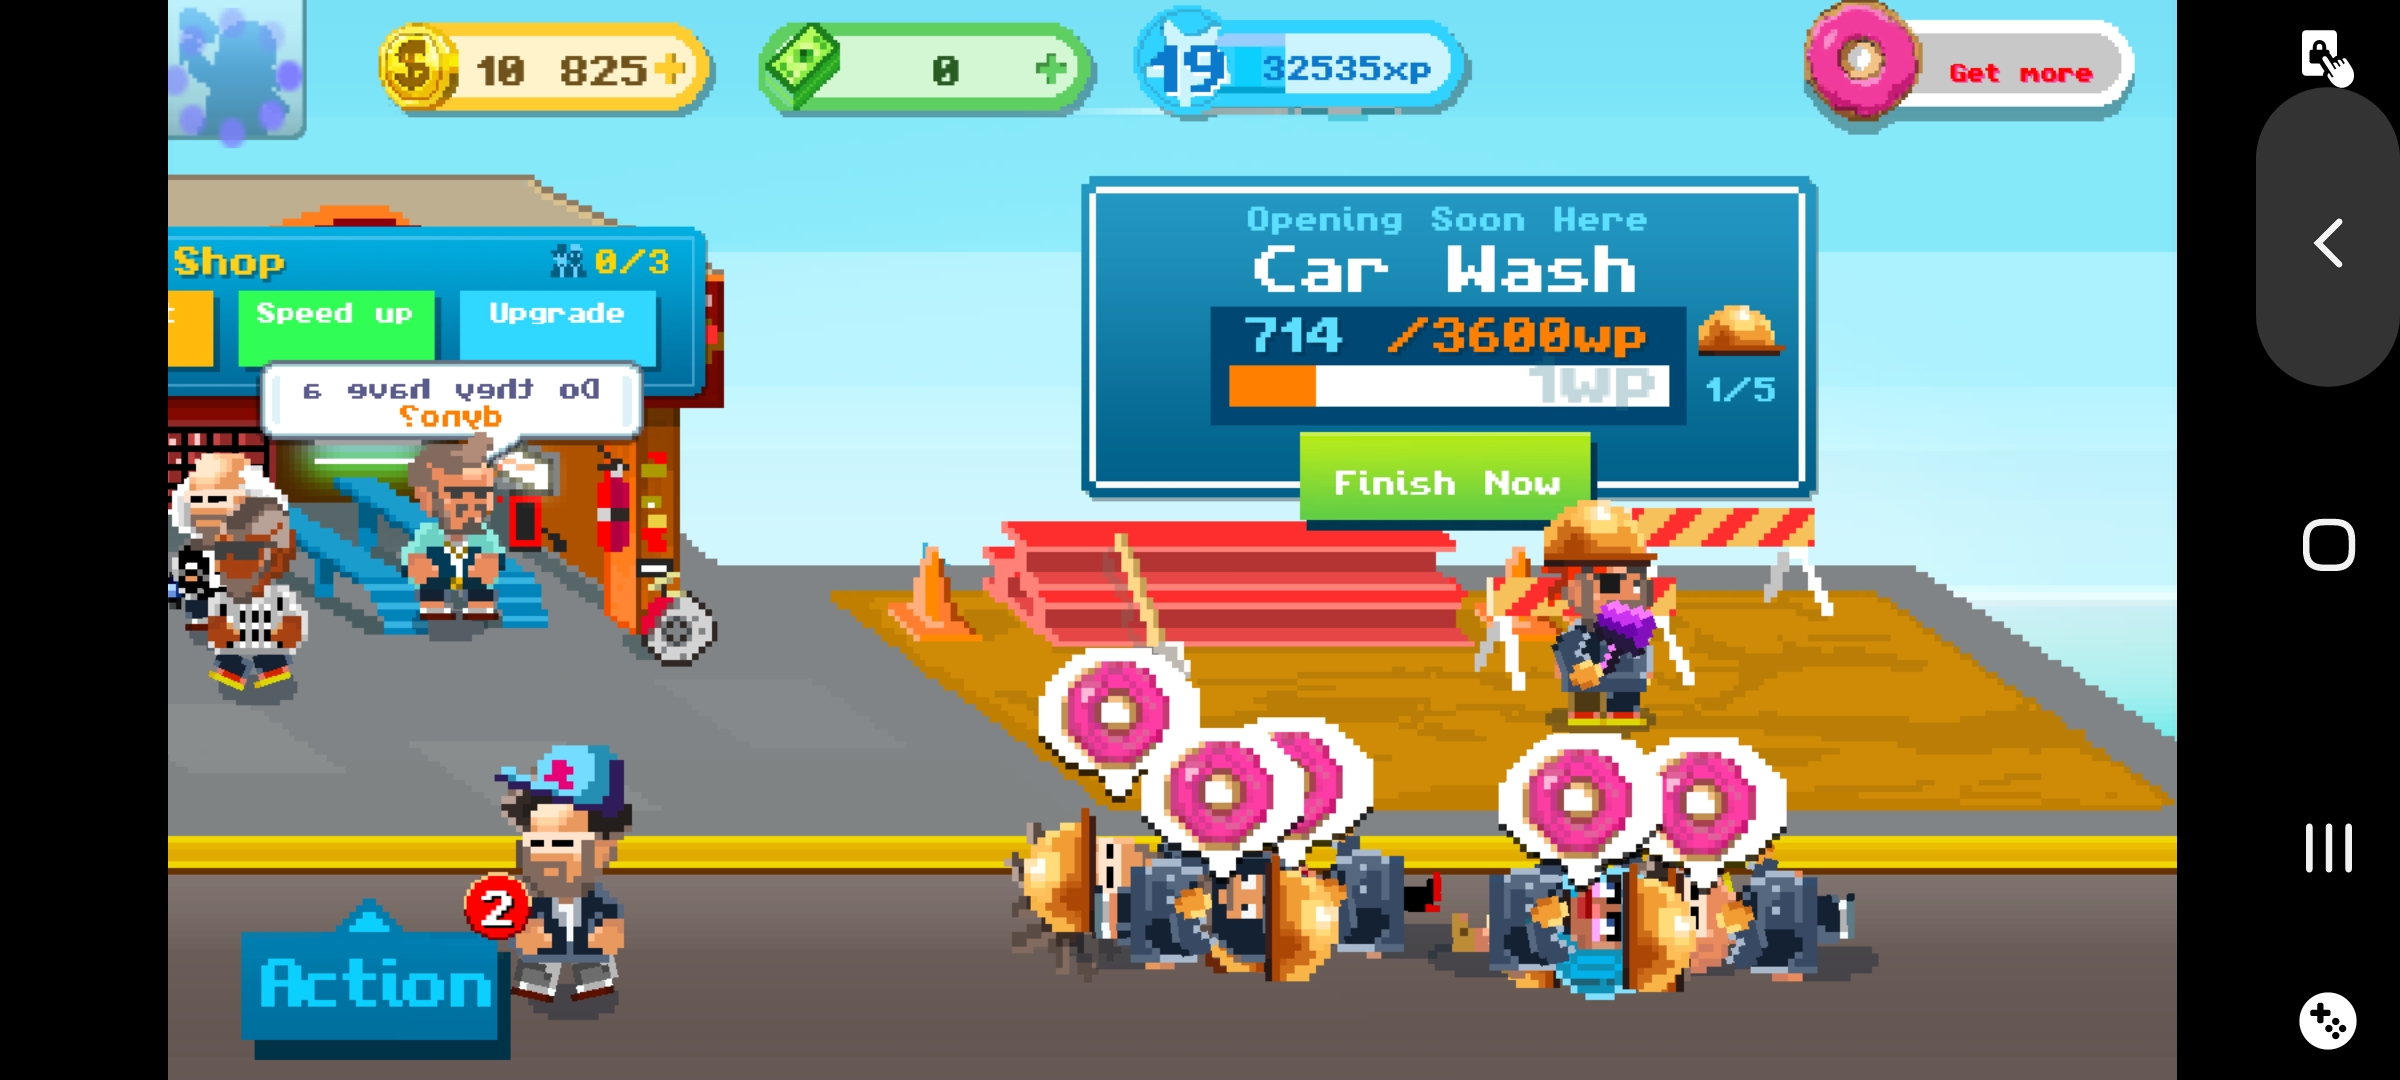 10 825 +
0 +
19 32535xp
Get more
Opening Soon Here
Car Wash
714 /3600wp
1wp
1/5
Finish Now
Shop 0/3
Speed up
Upgrade
Do they have a
dyno?
2
Action